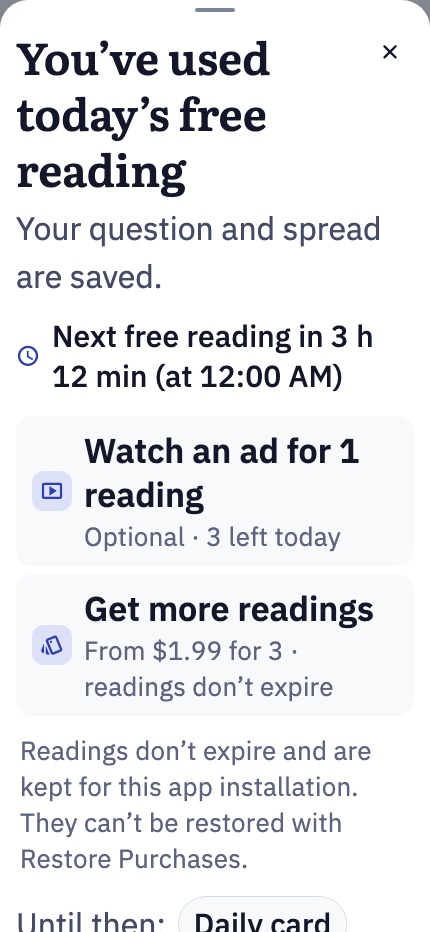 You’ve used
today’s free
reading
Your question and spread
are saved.
Next free reading in 3 h
12 min (at 12:00 AM)
Watch an ad for 1
reading
Optional · 3 left today
Get more readings
From $1.99 for 3 ·
readings don’t expire
Readings don’t expire and are
kept for this app installation.
They can’t be restored with
Restore Purchases.
Until then: Daily card